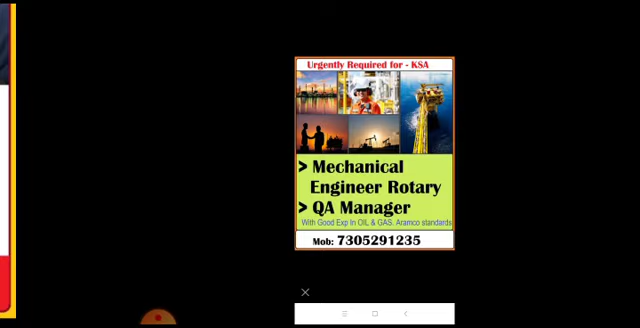 Urgently Required for - KSA
> Mechanical
Engineer Rotary
> QA Manager
With Good Exp In OIL & GAS. Aramco standards
Mob: 7305291235